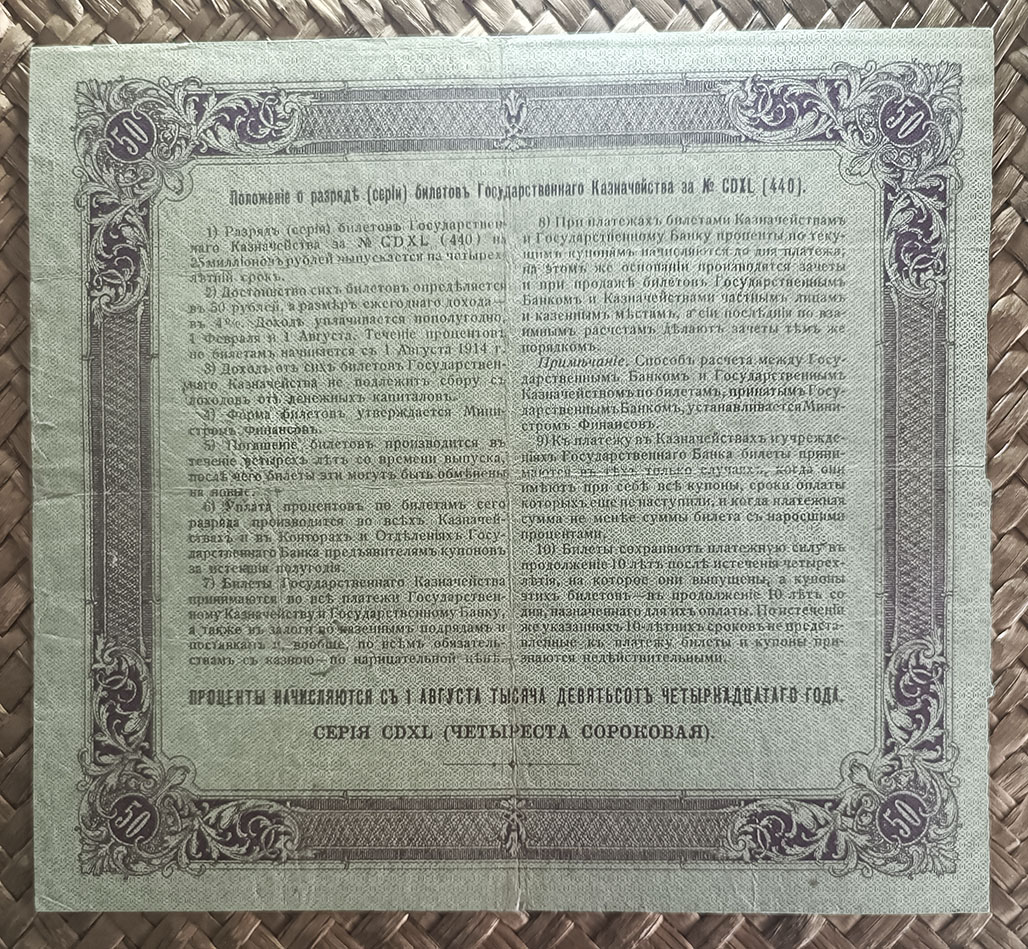 50
50
Положеніе о разрядѣ (серіи) билетовъ Государственнаго Казначейства за № CDXL (440).
1) Разрядъ (серія) билетовъ Государствен-
наго Казначейства за № CDXL (440) на
25 милліоновъ рублей выпускается на четырех-
лѣтній срокъ.
2) Достоинство сихъ билетовъ опредѣляется
въ 50 рублей, а размѣръ ежегоднаго дохода—
въ 4%. Доходъ уплачивается пополугодно,
1 Февраля и 1 Августа. Теченіе процентовъ
по билетамъ начинается съ 1 Августа 1914 г.
3) Доходъ отъ сихъ билетовъ Государствен-
наго Казначейства не подлежитъ сбору съ
доходовъ отъ денежныхъ капиталовъ.
4) Форма билетовъ утверждается Мини-
стромъ Финансовъ.
5) Погашеніе билетовъ производится въ
теченіе четырехъ лѣтъ со времени выпуска,
послѣ чего билеты эти могутъ быть обмѣнены
на новые.
6) Уплата процентовъ по билетамъ сего
разряда производится во всѣхъ Казначей-
ствахъ и въ Конторахъ и Отдѣленіяхъ Госу-
дарственнаго Банка предъявителямъ купоновъ
за истекшія полугодія.
7) Билеты Государственнаго Казначейства
принимаются во всѣ платежи Государствен-
ному Казначейству и Государственному Банку,
а также въ залоги по казеннымъ подрядамъ и
поставкамъ и, вообще, по всѣмъ обязатель-
ствамъ съ казною—по нарицательной цѣнѣ.
8) При платежахъ билетами Казначействамъ
и Государственному Банку проценты по теку-
щимъ купонамъ начисляются до дня платежа;
на этомъ же основаніи производятся зачеты
и при продажѣ билетовъ Государственнымъ
Банкомъ и Казначействами частнымъ лицамъ
и казеннымъ мѣстамъ, а сіи послѣднія по вза-
имнымъ расчетамъ дѣлаютъ зачеты тѣмъ же
порядкомъ.
Примѣчаніе. Способъ расчета между Госу-
дарственнымъ Банкомъ и Государственнымъ
Казначействомъ по билетамъ, принятымъ Госу-
дарственнымъ Банкомъ, устанавливается Мини-
стромъ Финансовъ.
9) Къ платежу въ Казначействахъ и учрежде-
ніяхъ Государственнаго Банка билеты прини-
маются въ тѣхъ только случаяхъ, когда они
имѣютъ при себѣ всѣ купоны, сроки оплаты
которыхъ еще не наступили, и когда платежная
сумма не менѣе суммы билета съ наросшими
процентами.
10) Билеты сохраняютъ платежную силу въ
продолженіе 10 лѣтъ послѣ истеченія четырех-
лѣтія, на которое они выпущены, а купоны
этихъ билетовъ—въ продолженіе 10 лѣтъ со
дня, назначеннаго для ихъ оплаты. По истеченіи
же указанныхъ 10-лѣтнихъ сроковъ не предста-
вленные къ платежу билеты и купоны при-
знаются недѣйствительными.
ПРОЦЕНТЫ НАЧИСЛЯЮТСЯ СЪ 1 АВГУСТА ТЫСЯЧА ДЕВЯТЬСОТЪ ЧЕТЫРНАДЦАТАГО ГОДА.
СЕРІЯ CDXL (ЧЕТЫРЕСТА СОРОКОВАЯ).
50
50